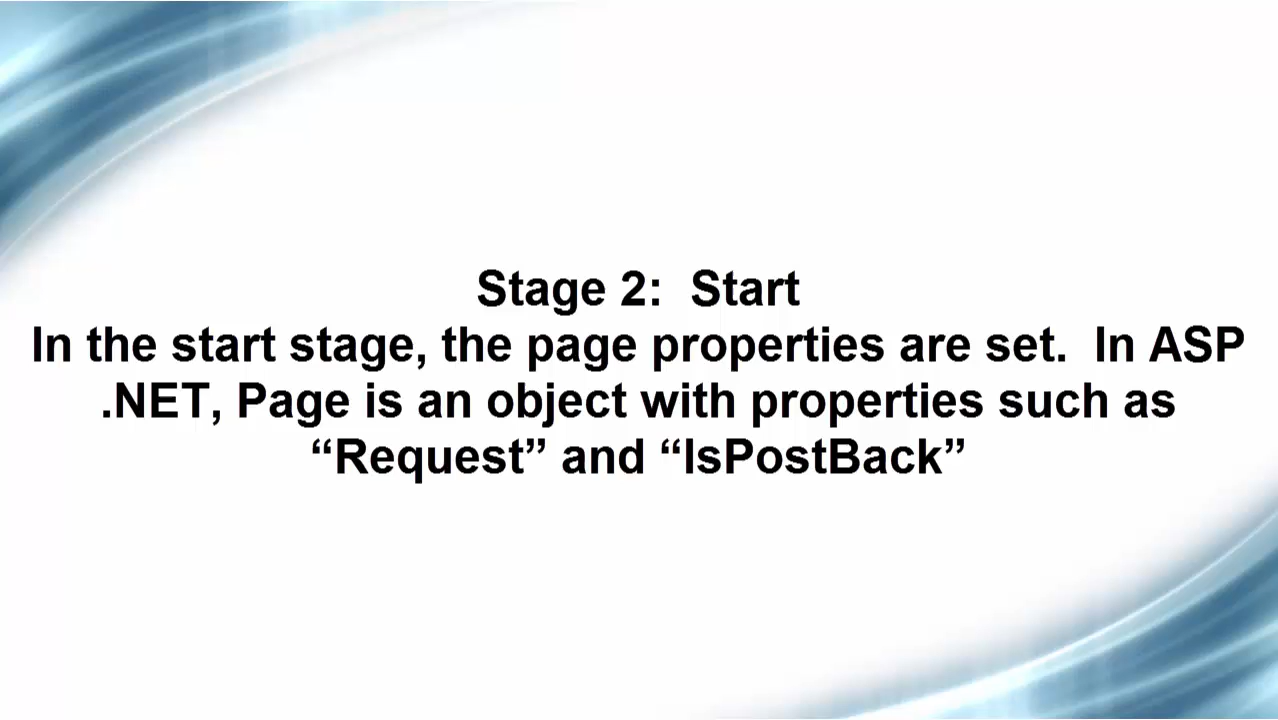 Stage 2:  Start
In the start stage, the page properties are set.  In ASP
.NET, Page is an object with properties such as
“Request” and “IsPostBack”